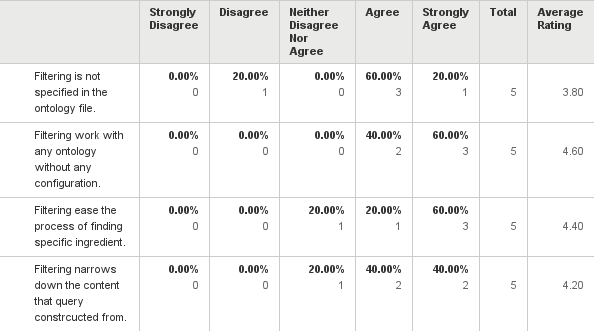 Strongly Disagree Disagree Neither Disagree Nor Agree Agree Strongly Agree Total Average Rating
Filtering is not specified in the ontology file. 0.00% 0 20.00% 1 0.00% 0 60.00% 3 20.00% 1 5 3.80
Filtering work with any ontology without any configuration. 0.00% 0 0.00% 0 0.00% 0 40.00% 2 60.00% 3 5 4.60
Filtering ease the process of finding specific ingredient. 0.00% 0 0.00% 0 20.00% 1 20.00% 1 60.00% 3 5 4.40
Filtering narrows down the content that query constrcucted from. 0.00% 0 0.00% 0 20.00% 1 40.00% 2 40.00% 2 5 4.20